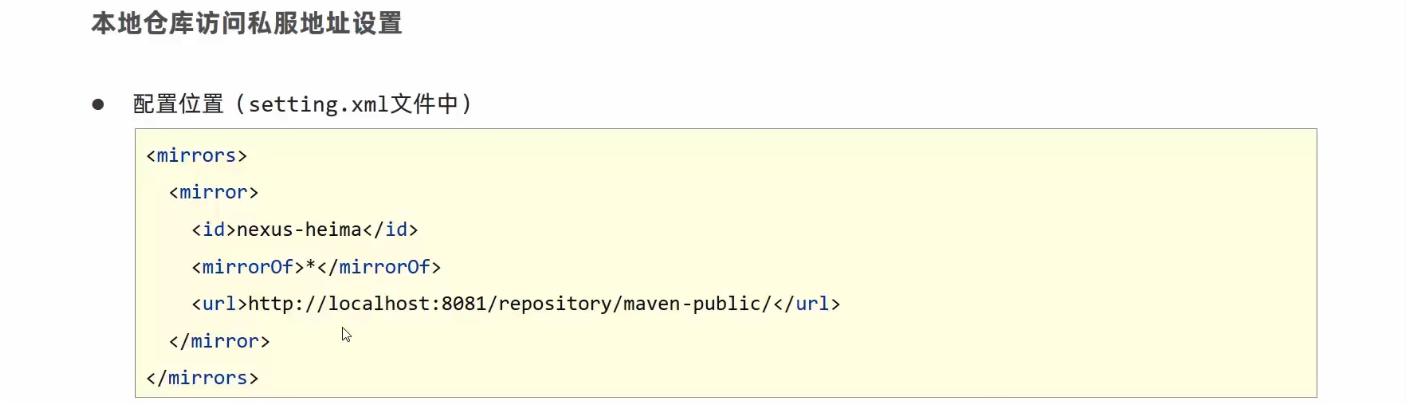 本地仓库访问私服地址设置
● 配置位置（setting.xml文件中）
<mirrors>
<mirror>
<id>nexus-heima</id>
<mirrorOf>*</mirrorOf>
<url>http://localhost:8081/repository/maven-public/</url>
</mirror>
</mirrors>